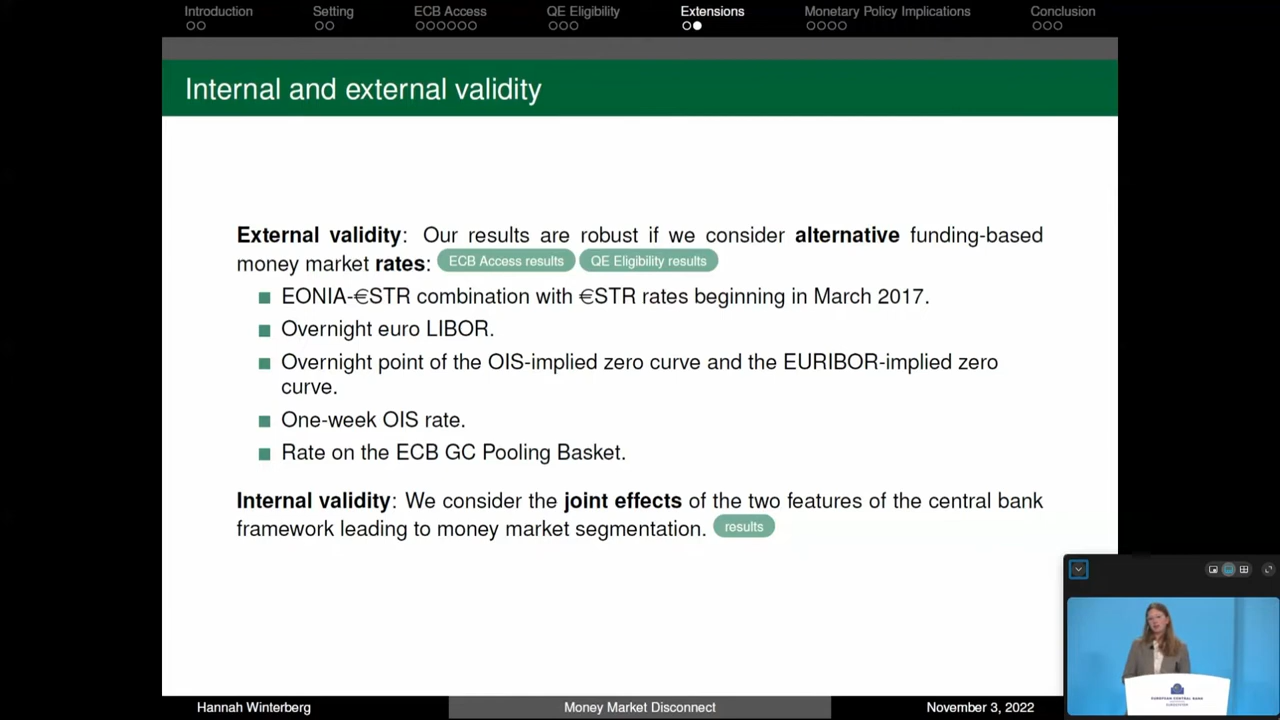 Introduction Setting ECB Access QE Eligibility Extensions Monetary Policy Implications Conclusion
Internal and external validity
External validity: Our results are robust if we consider alternative funding-based
money market rates: ECB Access results QE Eligibility results
EONIA-€STR combination with €STR rates beginning in March 2017.
Overnight euro LIBOR.
Overnight point of the OIS-implied zero curve and the EURIBOR-implied zero
curve.
One-week OIS rate.
Rate on the ECB GC Pooling Basket.
Internal validity: We consider the joint effects of the two features of the central bank
framework leading to money market segmentation. results
Hannah Winterberg Money Market Disconnect November 3, 2022
EUROPEAN CENTRAL BANK